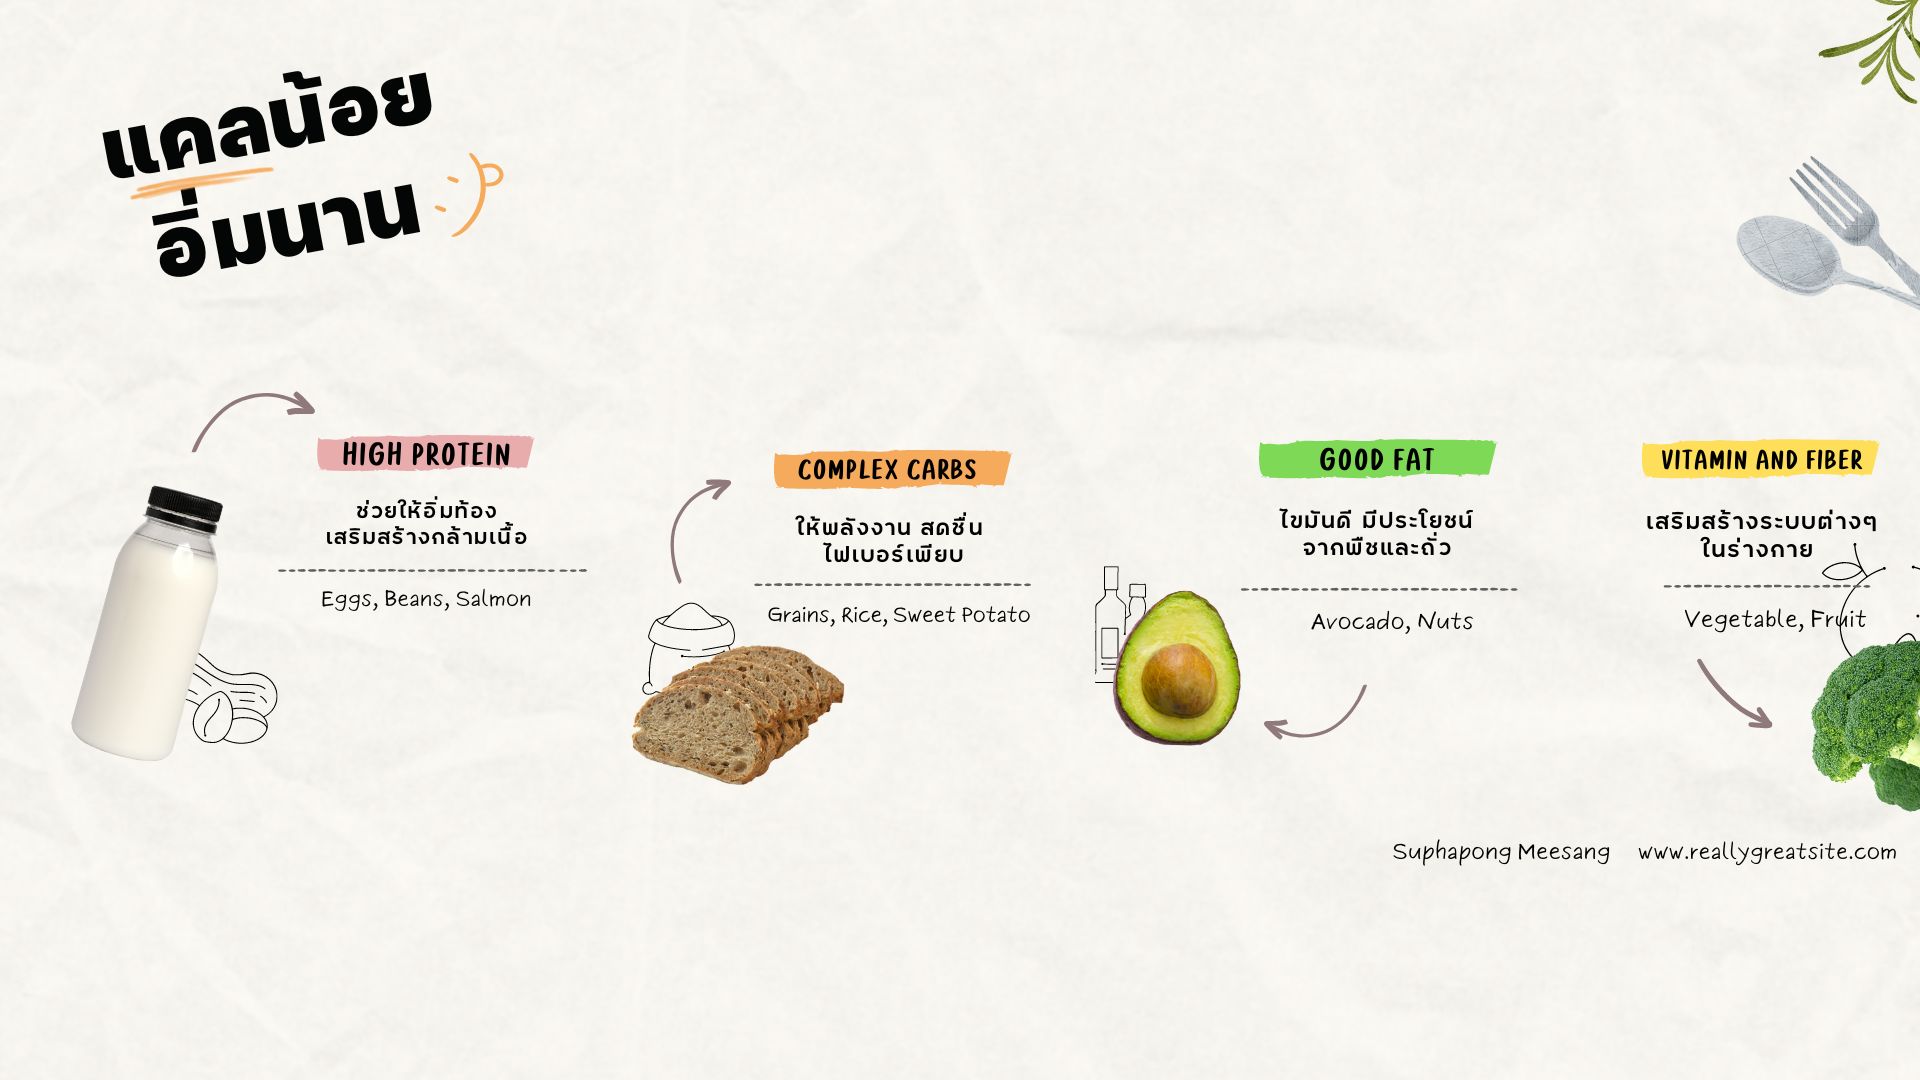 แคลน้อย
อิ่มนาน
HIGH PROTEIN
ช่วยให้อิ่มท้อง
เสริมสร้างกล้ามเนื้อ
Eggs, Beans, Salmon
COMPLEX CARBS
ให้พลังงาน สดชื่น
ไฟเบอร์เพียบ
Grains, Rice, Sweet Potato
GOOD FAT
ไขมันดี มีประโยชน์
จากพืชและถั่ว
Avocado, Nuts
VITAMIN AND FIBER
เสริมสร้างระบบต่างๆ
ในร่างกาย
Vegetable, Fruit
Suphapong Meesang
www.reallygreatsite.com